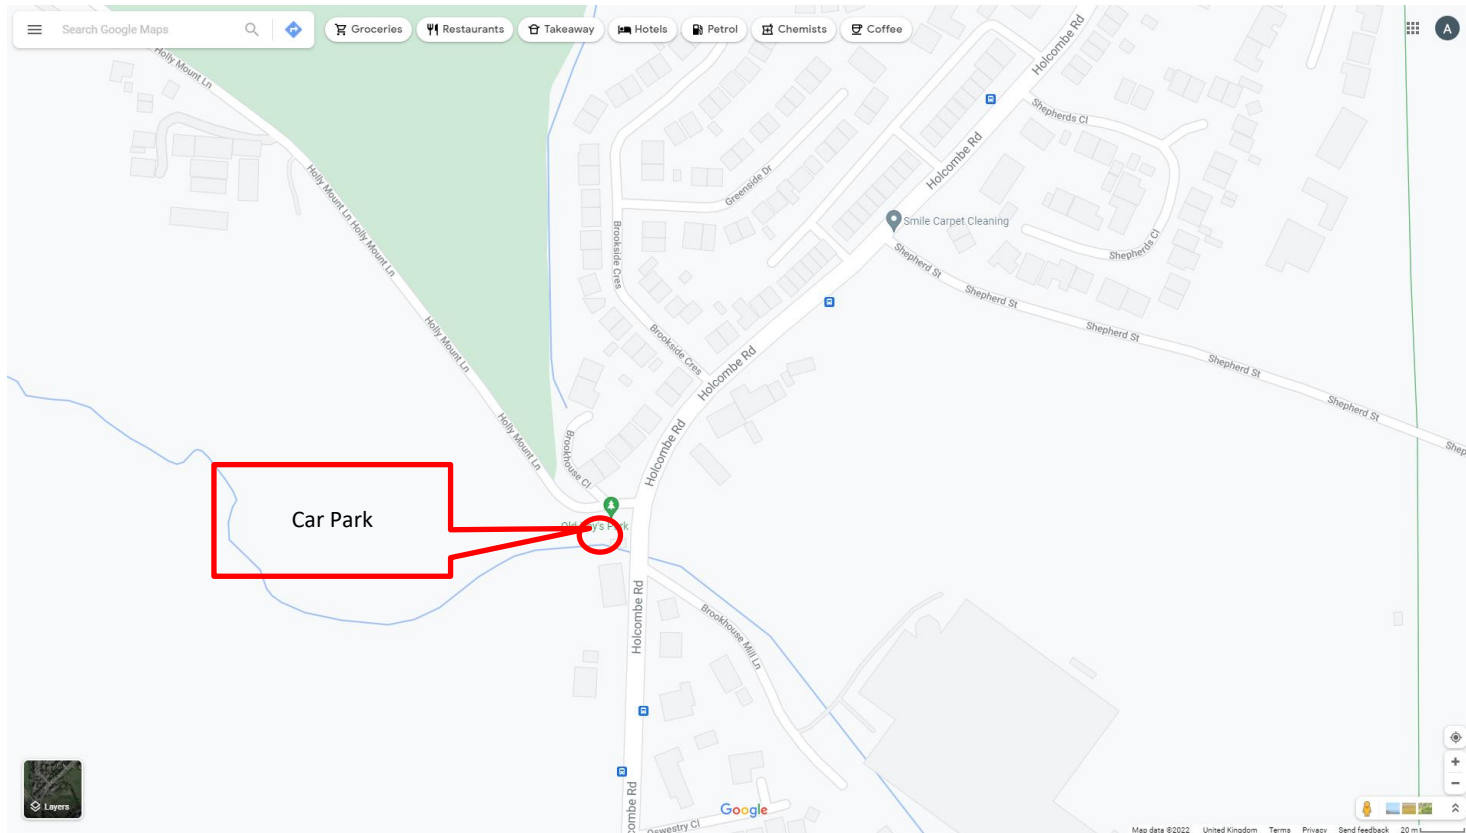 Search Google Maps
Groceries
Restaurants
Takeaway
Hotels
Petrol
Chemists
Coffee
A
Holly Mount Ln
Holcombe Rd
Shepherds Cl
Holcombe Rd
Greenside Dr
Holly Mount Ln
Holly Mount Ln
Brookside Cres
Smile Carpet Cleaning
Shepherds Cl
Shepherd St
Shepherd St
Shepherd St
Shepherd St
Shepherd St
Shep
Holly Mount Ln
Brookside Cres
Holcombe Rd
Holly Mount Ln
Brookhouse Cl
Holcombe Rd
Car Park
Holcombe Rd
Brookhouse Mill Ln
ombe Rd
Oswestry Cl
Layers
Google
Map data ©2022 United Kingdom Terms Privacy Send feedback 20 m